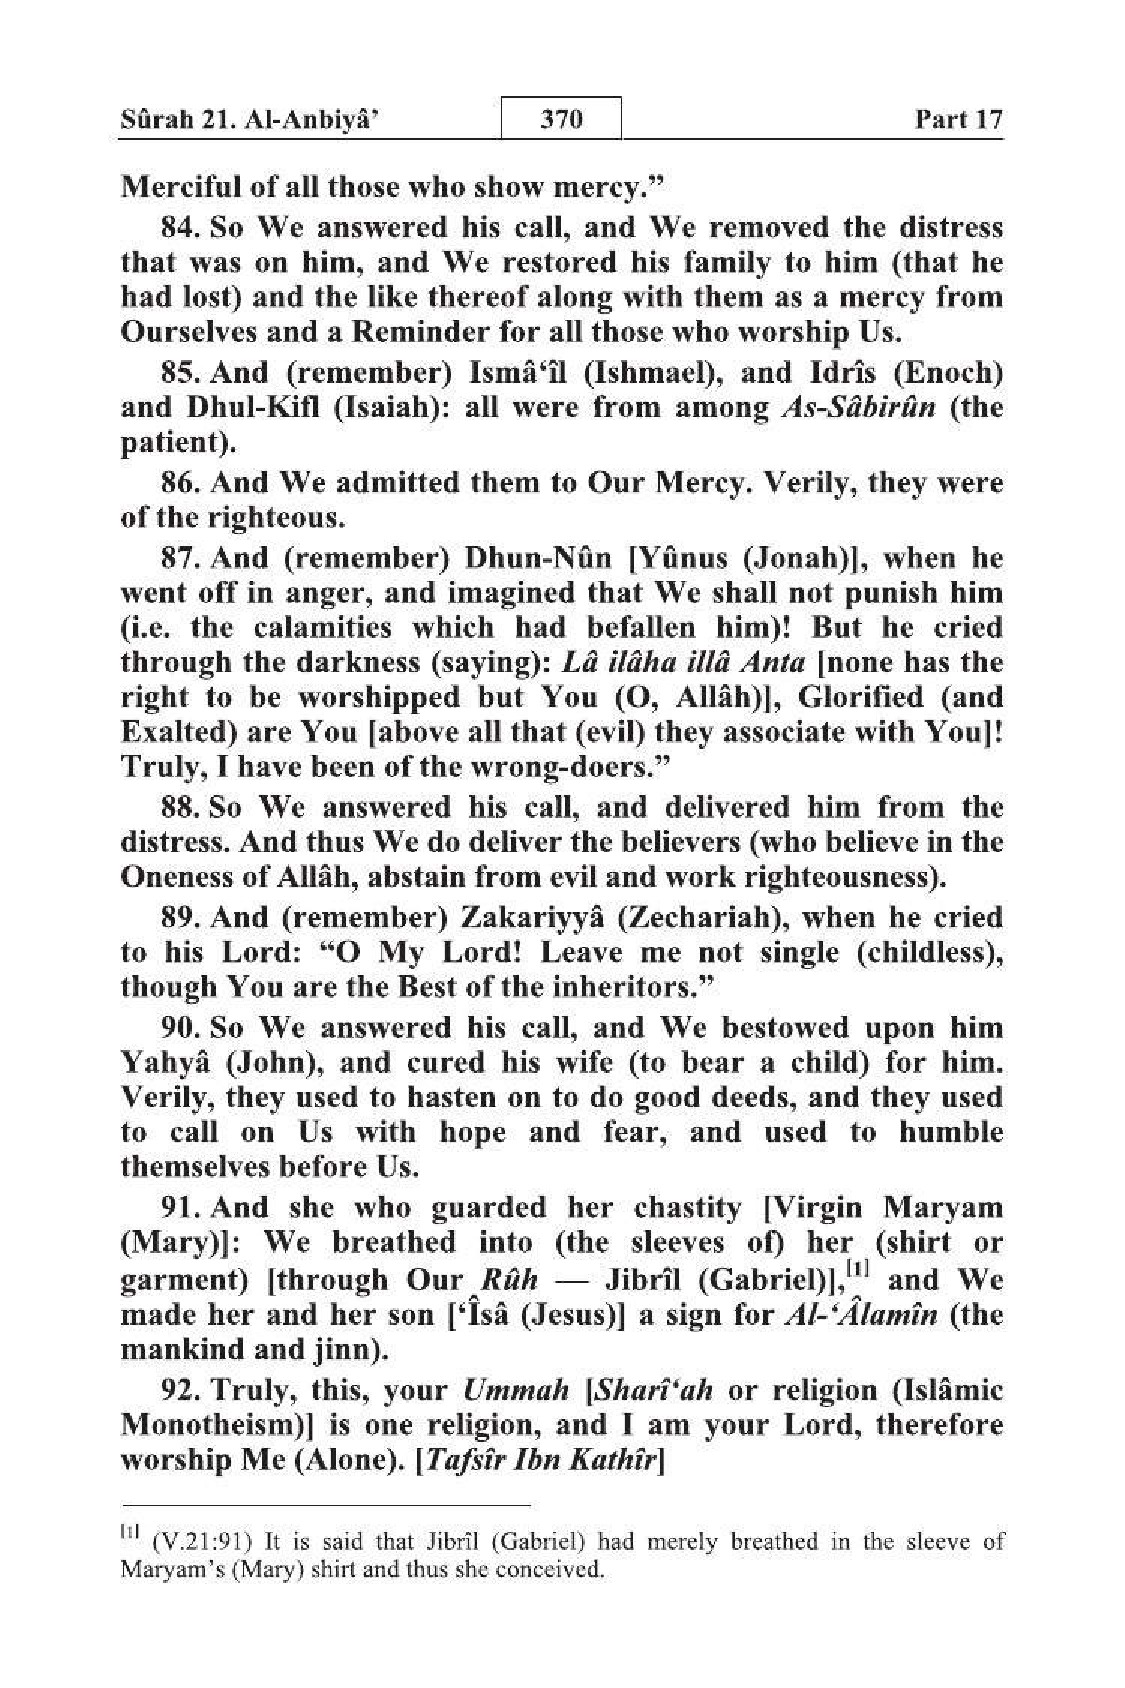 Sûrah 21. Al-Anbiyâ’ 370 Part 17
Merciful of all those who show mercy.”
84. So We answered his call, and We removed the distress
that was on him, and We restored his family to him (that he
had lost) and the like thereof along with them as a mercy from
Ourselves and a Reminder for all those who worship Us.
85. And (remember) Ismâ‘îl (Ishmael), and Idrîs (Enoch)
and Dhul-Kifl (Isaiah): all were from among As-Sâbirûn (the
patient).
86. And We admitted them to Our Mercy. Verily, they were
of the righteous.
87. And (remember) Dhun-Nûn [Yûnus (Jonah)], when he
went off in anger, and imagined that We shall not punish him
(i.e. the calamities which had befallen him)! But he cried
through the darkness (saying): Lâ ilâha illâ Anta [none has the
right to be worshipped but You (O, Allâh)], Glorified (and
Exalted) are You [above all that (evil) they associate with You]!
Truly, I have been of the wrong-doers.”
88. So We answered his call, and delivered him from the
distress. And thus We do deliver the believers (who believe in the
Oneness of Allâh, abstain from evil and work righteousness).
89. And (remember) Zakariyyâ (Zechariah), when he cried
to his Lord: “O My Lord! Leave me not single (childless),
though You are the Best of the inheritors.”
90. So We answered his call, and We bestowed upon him
Yahyâ (John), and cured his wife (to bear a child) for him.
Verily, they used to hasten on to do good deeds, and they used
to call on Us with hope and fear, and used to humble
themselves before Us.
91. And she who guarded her chastity [Virgin Maryam
(Mary)]: We breathed into (the sleeves of) her (shirt or
garment) [through Our Rûh — Jibrîl (Gabriel)],[1] and We
made her and her son [‘Îsâ (Jesus)] a sign for Al-‘Âlamîn (the
mankind and jinn).
92. Truly, this, your Ummah [Sharî‘ah or religion (Islâmic
Monotheism)] is one religion, and I am your Lord, therefore
worship Me (Alone). [Tafsîr Ibn Kathîr]
[1] (V.21:91) It is said that Jibrîl (Gabriel) had merely breathed in the sleeve of
Maryam’s (Mary) shirt and thus she conceived.